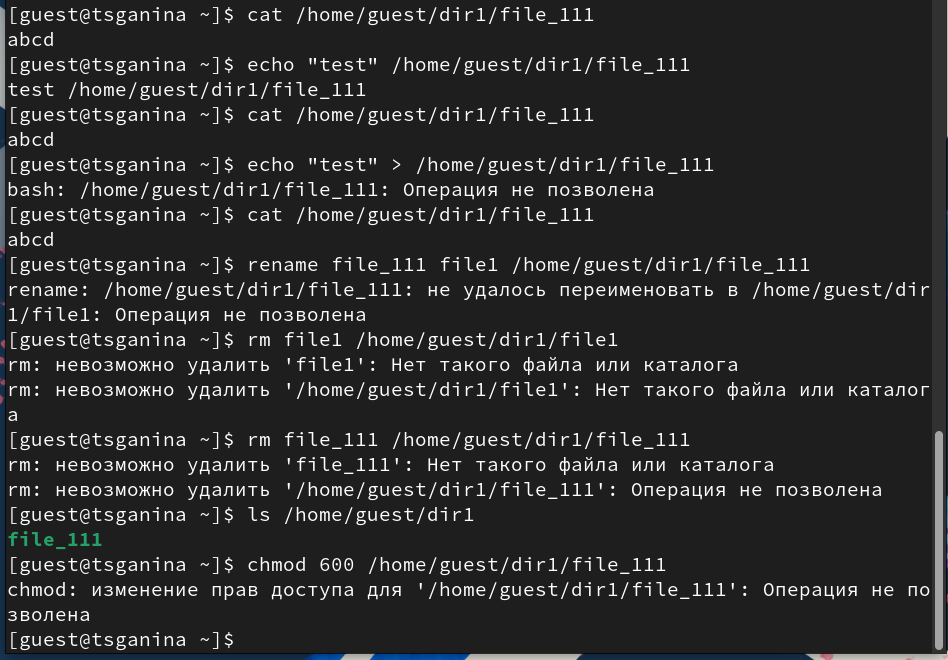 [guest@tsganina ~]$ cat /home/guest/dir1/file_111
abcd
[guest@tsganina ~]$ echo "test" /home/guest/dir1/file_111
test /home/guest/dir1/file_111
[guest@tsganina ~]$ cat /home/guest/dir1/file_111
abcd
[guest@tsganina ~]$ echo "test" > /home/guest/dir1/file_111
bash: /home/guest/dir1/file_111: Операция не позволена
[guest@tsganina ~]$ cat /home/guest/dir1/file_111
abcd
[guest@tsganina ~]$ rename file_111 file1 /home/guest/dir1/file_111
rename: /home/guest/dir1/file_111: не удалось переименовать в /home/guest/dir
1/file1: Операция не позволена
[guest@tsganina ~]$ rm file1 /home/guest/dir1/file1
rm: невозможно удалить 'file1': Нет такого файла или каталога
rm: невозможно удалить '/home/guest/dir1/file1': Нет такого файла или каталог
а
[guest@tsganina ~]$ rm file_111 /home/guest/dir1/file_111
rm: невозможно удалить 'file_111': Нет такого файла или каталога
rm: невозможно удалить '/home/guest/dir1/file_111': Операция не позволена
[guest@tsganina ~]$ ls /home/guest/dir1
file_111
[guest@tsganina ~]$ chmod 600 /home/guest/dir1/file_111
chmod: изменение прав доступа для '/home/guest/dir1/file_111': Операция не по
зволена
[guest@tsganina ~]$